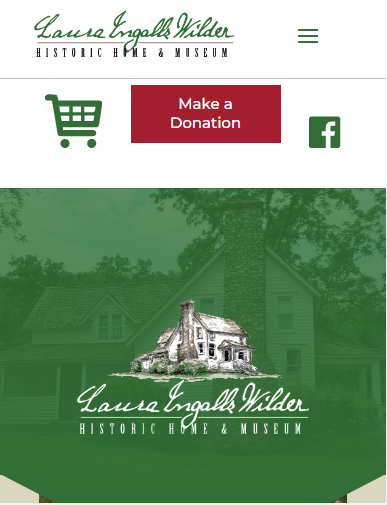 Laura Ingalls Wilder
HISTORIC HOME & MUSEUM
Make a
Donation
Laura Ingalls Wilder
HISTORIC HOME & MUSEUM